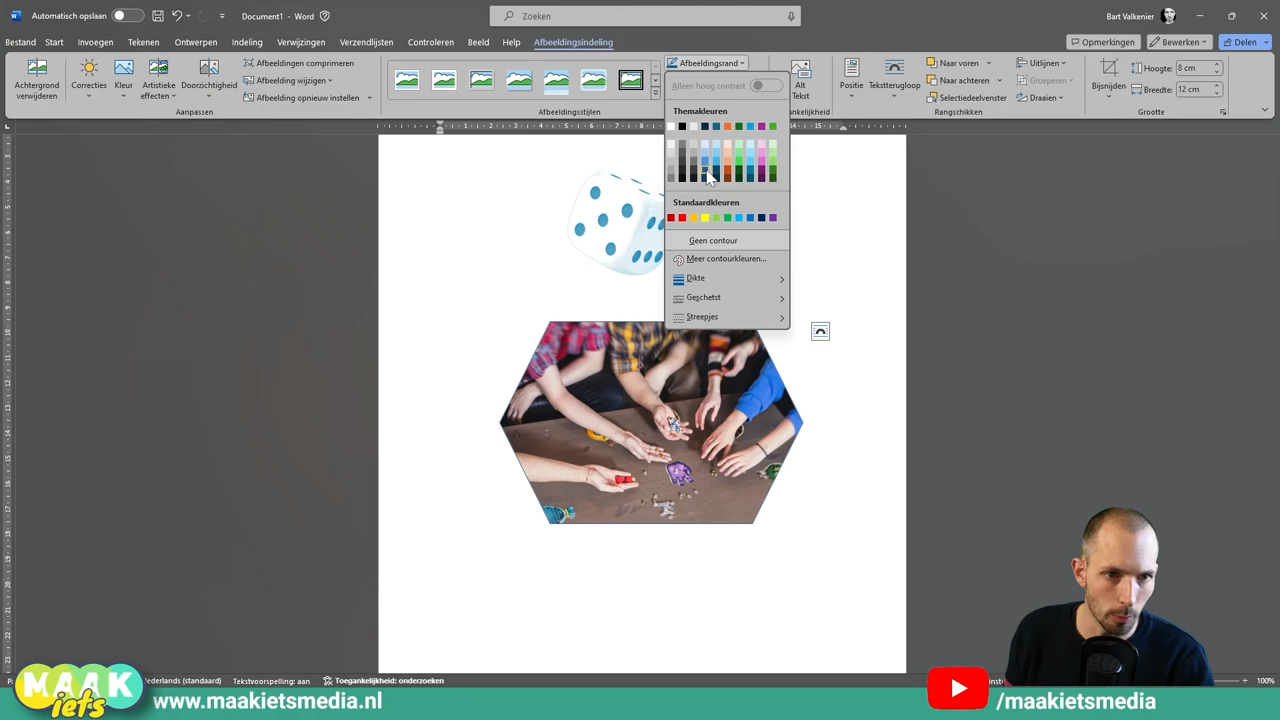 Automatisch opslaan
Document1 - Word
Zoeken
Bart Valkenier
Bestand Start Invoegen Tekenen Ontwerpen Indeling Verwijzingen Verzendlijsten Controleren Beeld Help Afbeeldingsindeling
Opmerkingen Bewerken Delen
Achtergrond verwijderen
Correcties
Kleur
Artistieke effecten
Doorzichtigheid
Afbeeldingen comprimeren
Afbeelding wijzigen
Afbeelding opnieuw instellen
Aanpassen
Afbeeldingsstijlen
Afbeeldingsrand
Alt
Tekst
Positie
Tekstterugloop
Naar voren
Naar achteren
Selectiedeelvenster
Uitlijnen
Groeperen
Draaien
Rangschikken
Bijsnijden
Hoogte: 8 cm
Breedte: 12 cm
Grootte
Alleen hoog contrast
Themakleuren
Standaardkleuren
Geen contour
Meer contourkleuren...
Dikte
Geschetst
Streepjes
Nederlands (standaard)
Tekstvoorspelling: aan
Toegankelijkheid: onderzoeken
100%
MAAK
iets
www.maakietsmedia.nl
/maakietsmedia